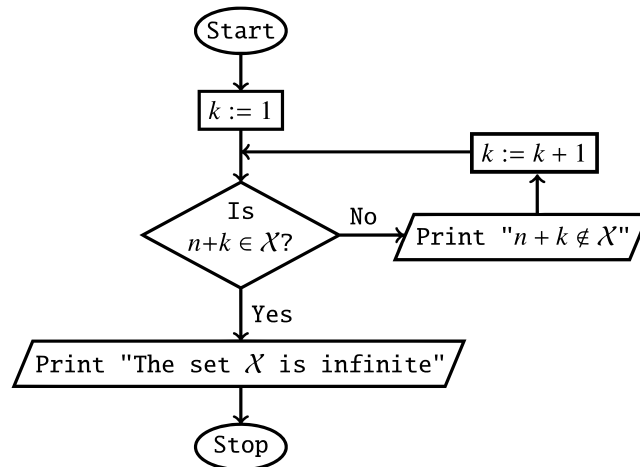 Start
k := 1
k := k + 1
Is
n+k ∈ 𝒳?
No
Print "n + k ∉ 𝒳"
Yes
Print "The set 𝒳 is infinite"
Stop